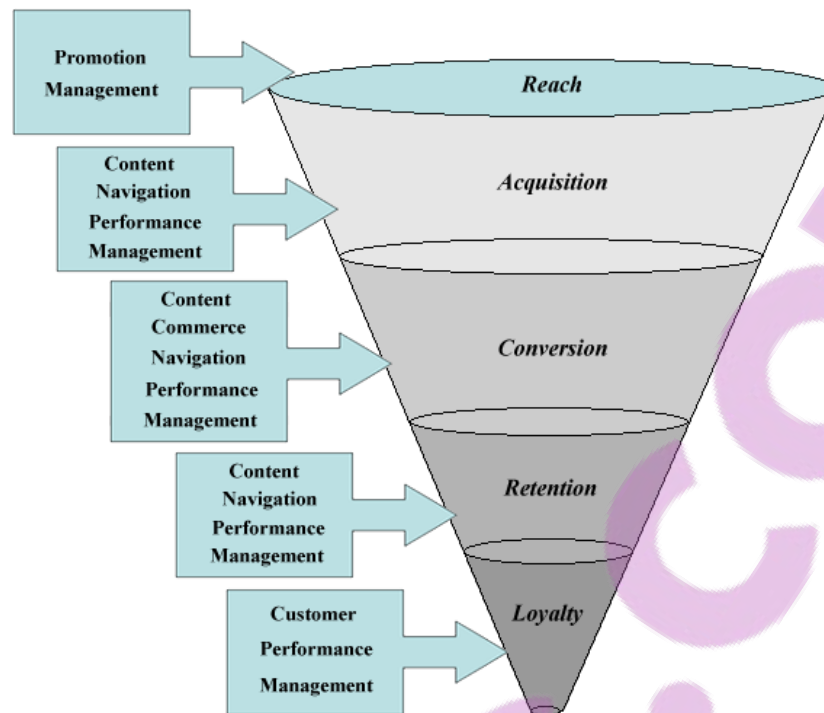 Promotion
Management
Reach
Content
Navigation
Performance
Management
Acquisition
Content
Commerce
Navigation
Performance
Management
Conversion
Content
Navigation
Performance
Management
Retention
Customer
Performance
Management
Loyalty